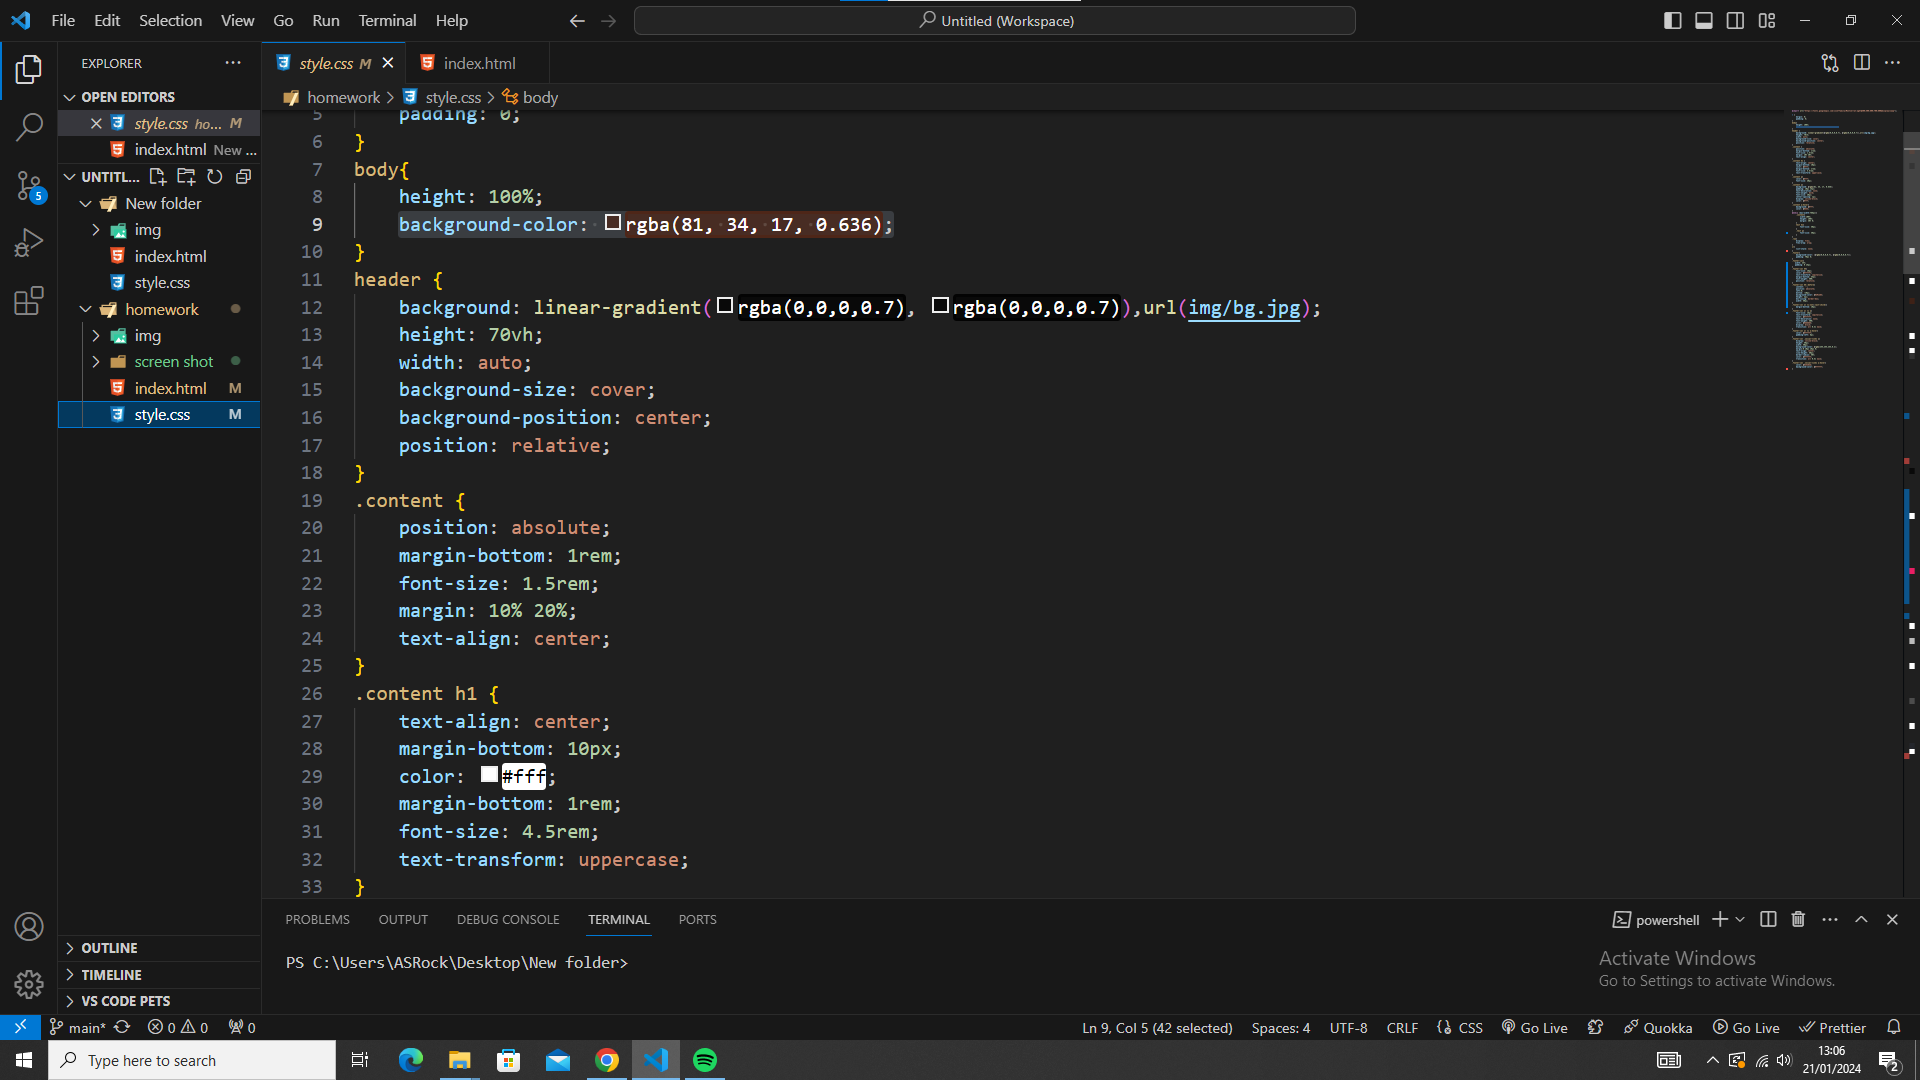 File Edit Selection View Go Run Terminal Help
Untitled (Workspace)
EXPLORER
style.css M
index.html
OPEN EDITORS
homework > style.css > body
style.css ho... M
index.html New ...
UNTITL...
New folder
img
index.html
style.css
homework
img
screen shot
index.html M
style.css M
5 padding: 0;
6 }
7 body{
8 height: 100%;
9 background-color: rgba(81, 34, 17, 0.636);
10 }
11 header {
12 background: linear-gradient(rgba(0,0,0,0.7), rgba(0,0,0,0.7)),url(img/bg.jpg);
13 height: 70vh;
14 width: auto;
15 background-size: cover;
16 background-position: center;
17 position: relative;
18 }
19 .content {
20 position: absolute;
21 margin-bottom: 1rem;
22 font-size: 1.5rem;
23 margin: 10% 20%;
24 text-align: center;
25 }
26 .content h1 {
27 text-align: center;
28 margin-bottom: 10px;
29 color: #fff;
30 margin-bottom: 1rem;
31 font-size: 4.5rem;
32 text-transform: uppercase;
33 }
5
OUTLINE
TIMELINE
VS CODE PETS
PROBLEMS OUTPUT DEBUG CONSOLE TERMINAL PORTS
powershell
PS C:\Users\ASRock\Desktop\New folder>
Activate Windows
Go to Settings to activate Windows.
main* 0 0 0
Ln 9, Col 5 (42 selected) Spaces: 4 UTF-8 CRLF CSS Go Live Quokka Go Live Prettier
Type here to search
13:06
21/01/2024
2